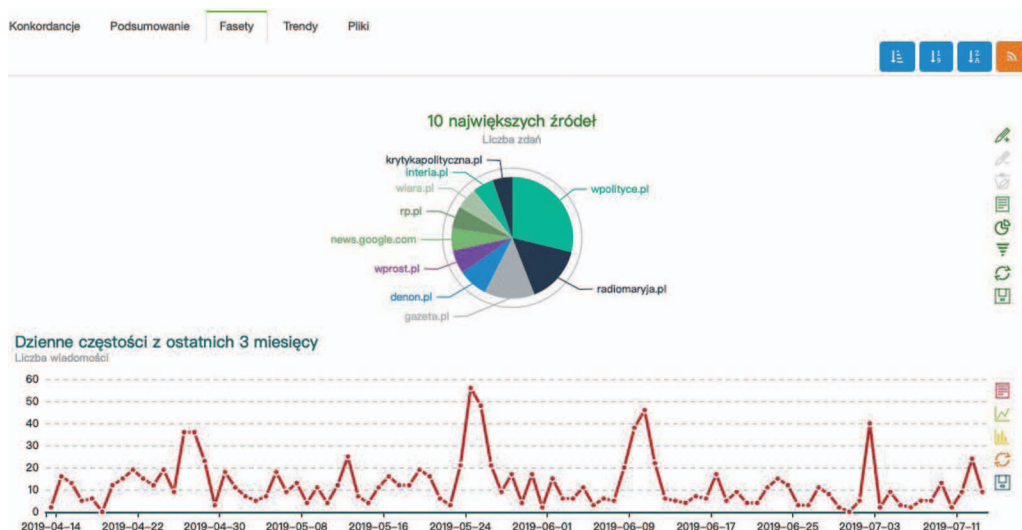 Konkordancje Podsumowanie Fasety Trendy Pliki
10 największych źródeł
Liczba zdań
krytykapolityczna.pl
interia.pl
wiara.pl
rp.pl
news.google.com
wprost.pl
denon.pl
gazeta.pl
wpolityce.pl
radiomaryja.pl
Dzienne częstości z ostatnich 3 miesięcy
Liczba wiadomości
60
50
40
30
20
10
0
2019-04-14 2019-04-22 2019-04-30 2019-05-08 2019-05-16 2019-05-24 2019-06-01 2019-06-09 2019-06-17 2019-06-25 2019-07-03 2019-07-11